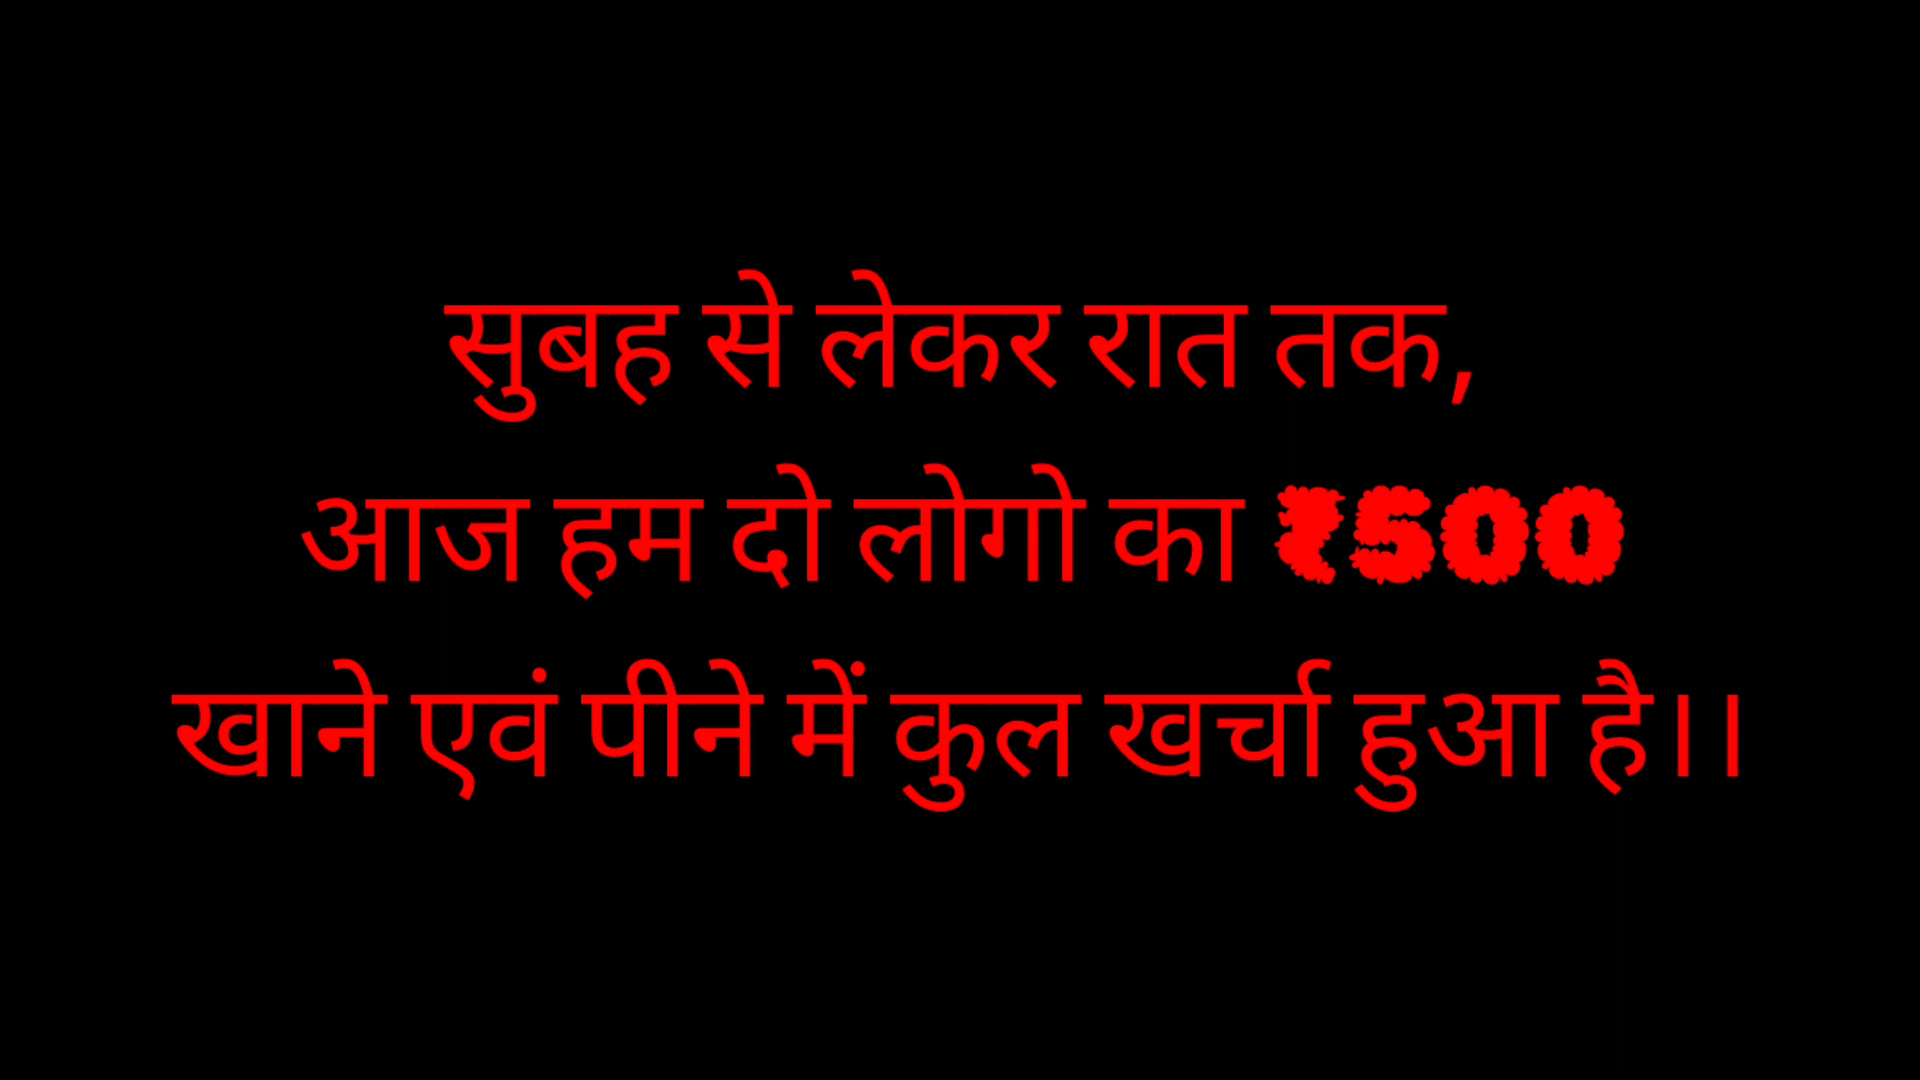 सुबह से लेकर रात तक,
आज हम दो लोगो का ₹500
खाने एवं पीने में कुल खर्चा हुआ है।।